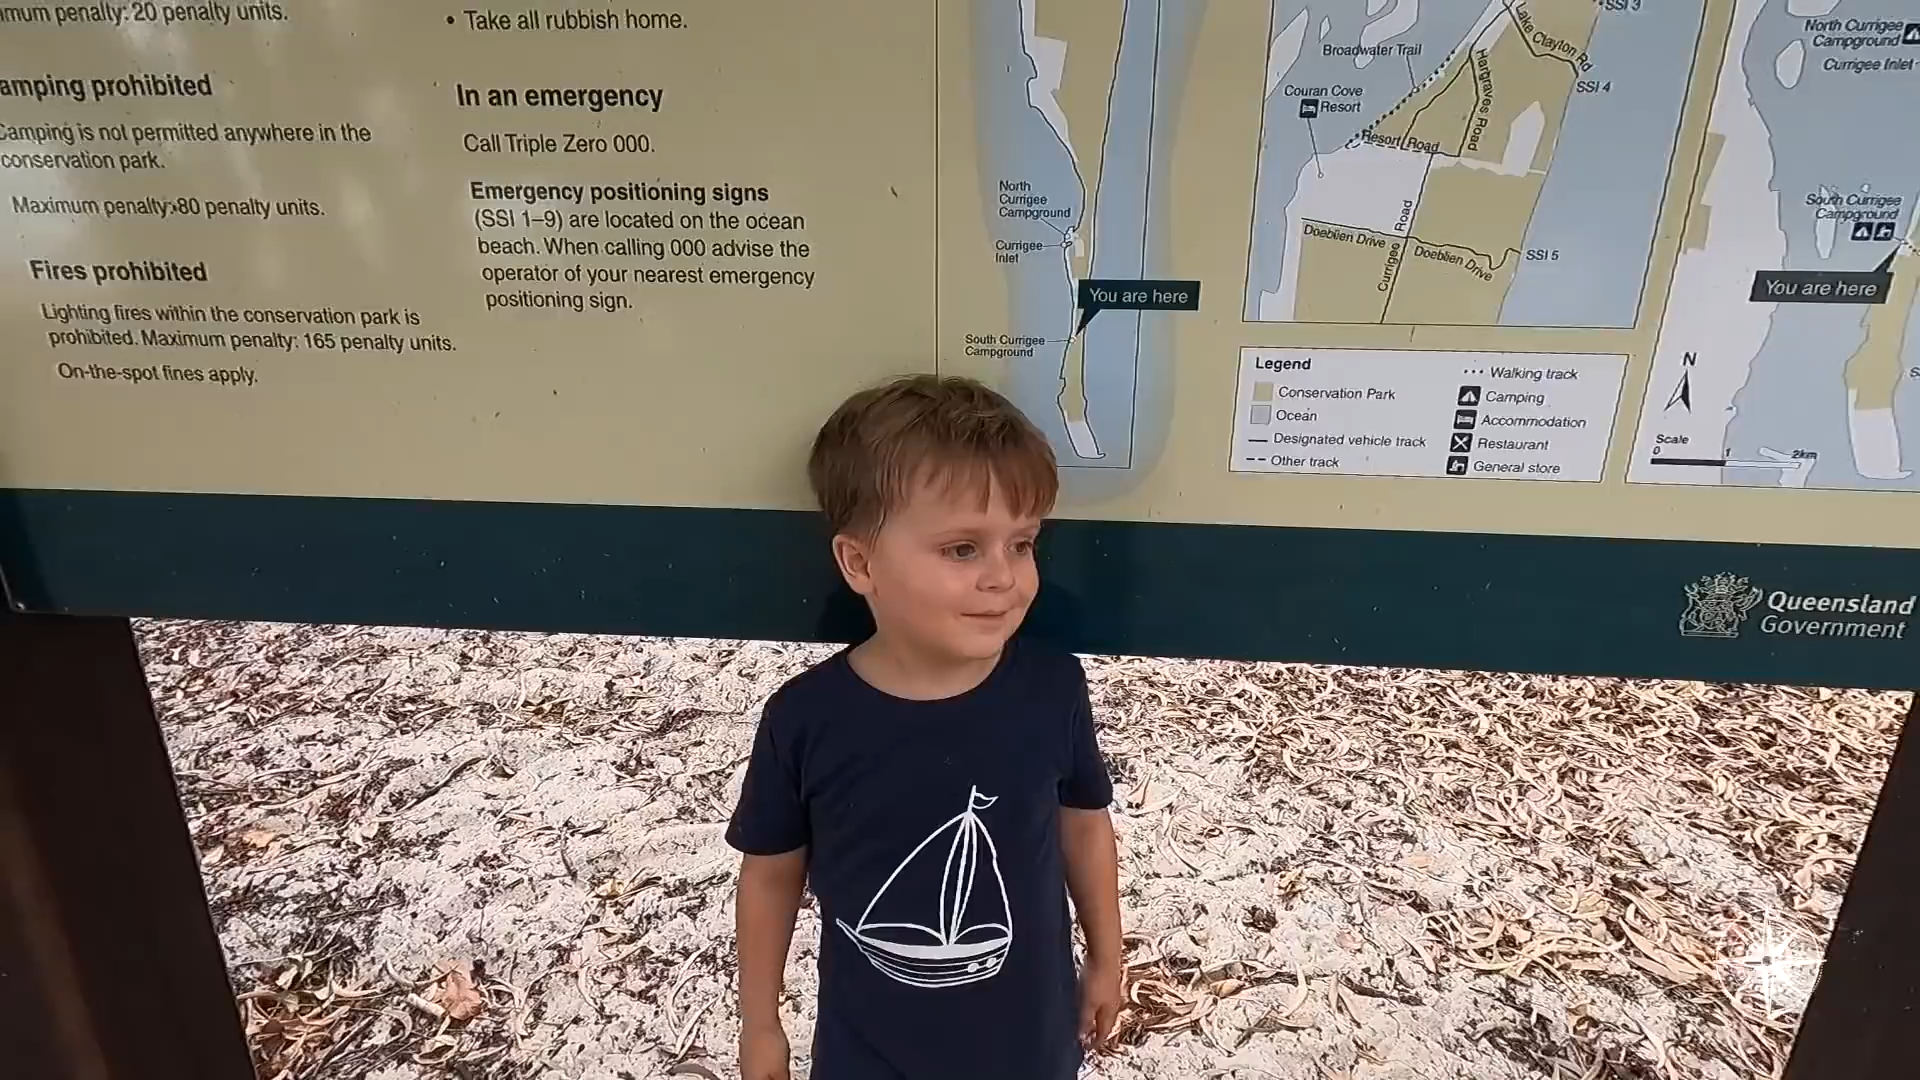 mum penalty: 20 penalty units.
amping prohibited
Camping is not permitted anywhere in the
conservation park.
Maximum penalty: 80 penalty units.
Fires prohibited
Lighting fires within the conservation park is
prohibited. Maximum penalty: 165 penalty units.
On-the-spot fines apply.
• Take all rubbish home.
In an emergency
Call Triple Zero 000.
Emergency positioning signs
(SSI 1–9) are located on the ocean
beach. When calling 000 advise the
operator of your nearest emergency
positioning sign.
North
Currigee
Campground
Currigee
Inlet
You are here
South Currigee
Campground
SSI 3
Lake Clayton Rd
Broadwater Trail
Hargraves Road
SSI 4
Couran Cove
Resort
Resort Road
Currigee Road
Doeblien Drive
Doeblien Drive
SSI 5
Legend
Conservation Park
Ocean
Designated vehicle track
Other track
Walking track
Camping
Accommodation
Restaurant
General store
North Currigee
Campground
Currigee Inlet
South Currigee
Campground
You are here
N
Scale
0 1 2km
Queensland
Government